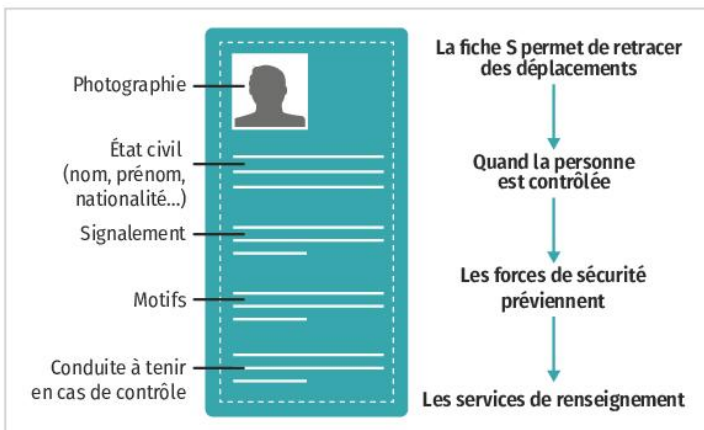 Photographie
État civil
(nom, prénom,
nationalité...)
Signalement
Motifs
Conduite à tenir
en cas de contrôle
La fiche S permet de retracer
des déplacements
Quand la personne
est contrôlée
Les forces de sécurité
préviennent
Les services de renseignement